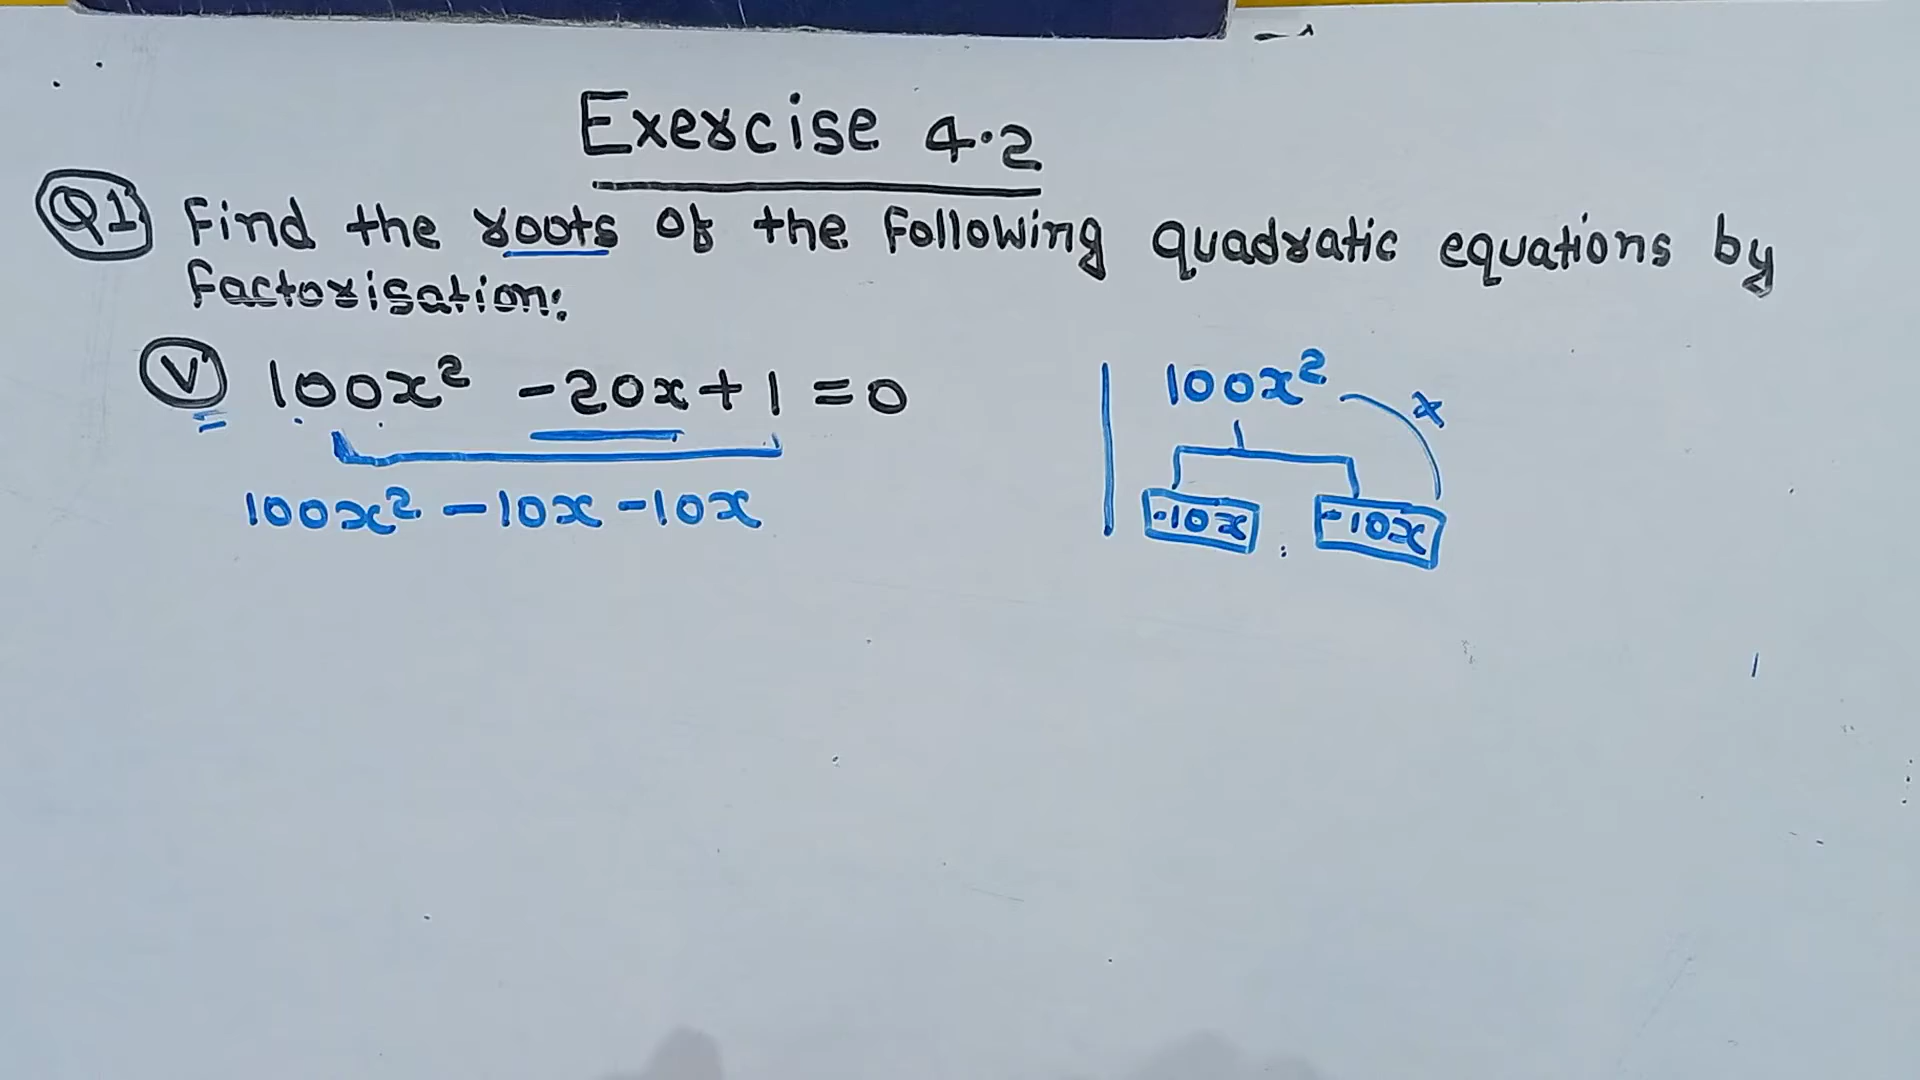 Exercise 4.2
Q1 Find the roots of the following quadratic equations by
factorisation:
V 100x² -20x+1=0
100x² -10x -10x
100x²
x
-10x -10x